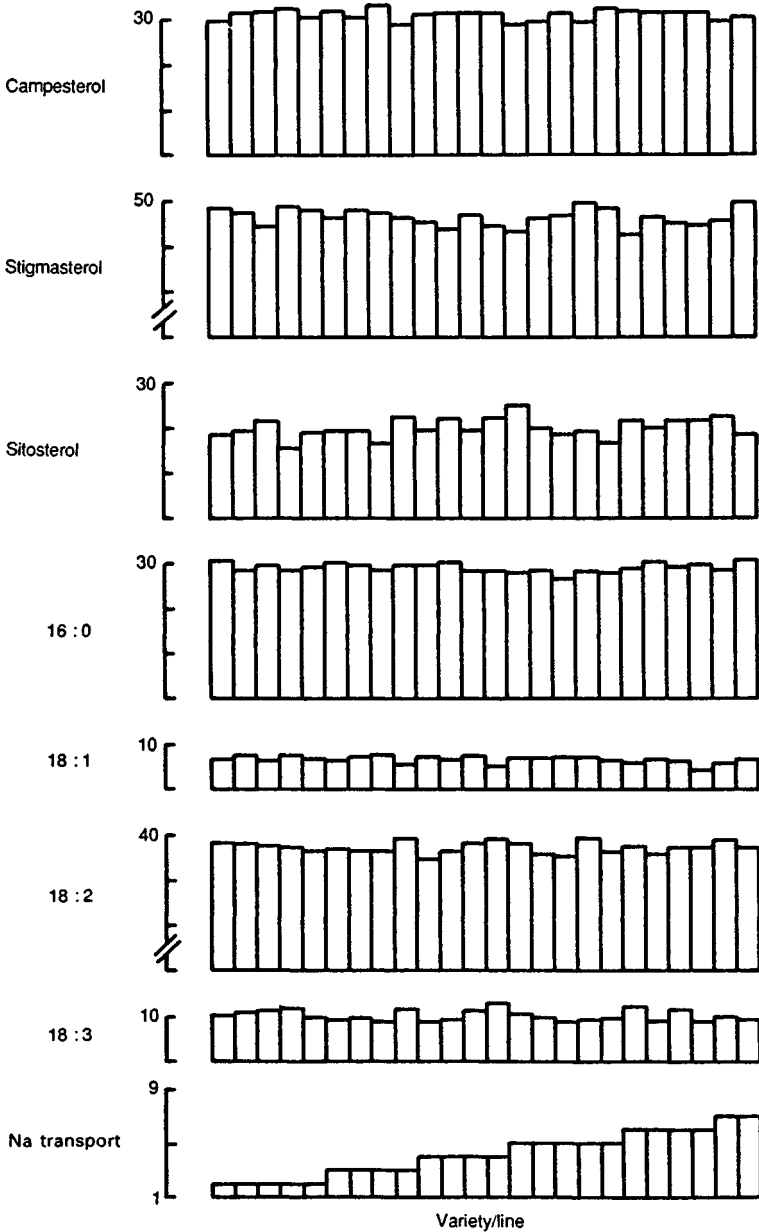 30
Campesterol
50
Stigmasterol
30
Sitosterol
30
16 : 0
10
18 : 1
40
18 : 2
10
18 : 3
9
Na transport
1
Variety/line